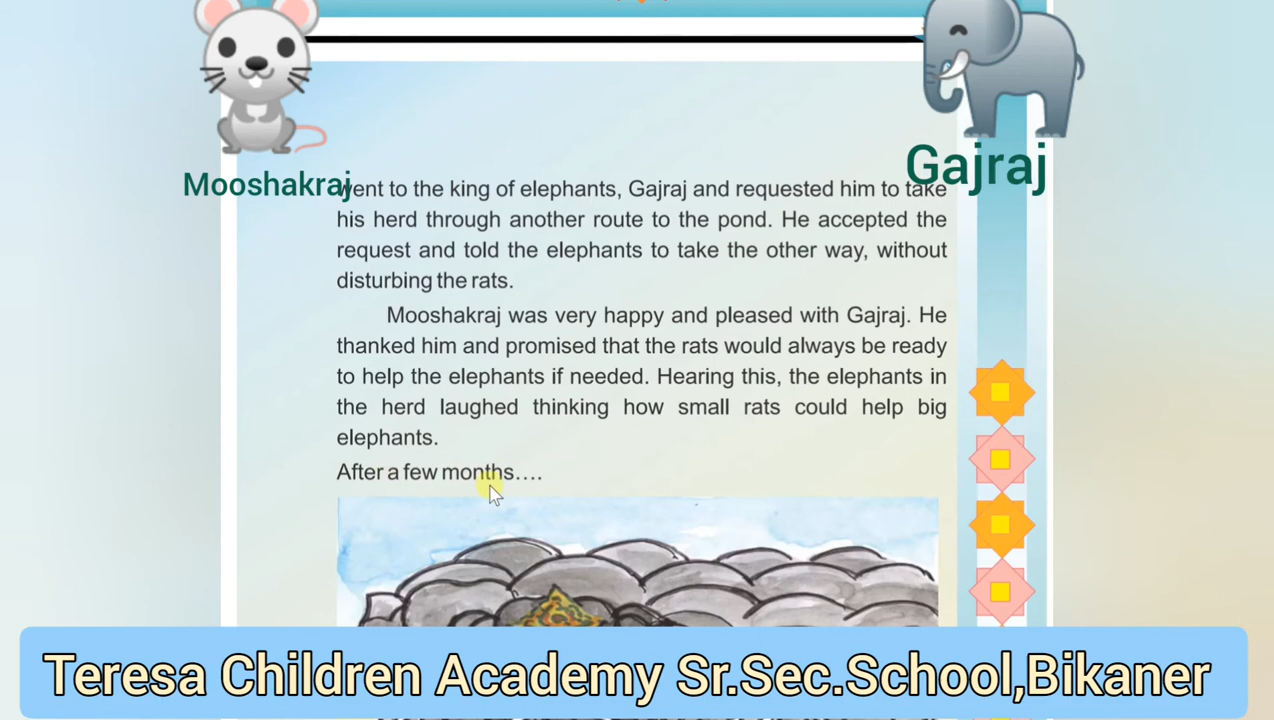 Mooshakraj
Gajraj
went to the king of elephants, Gajraj and requested him to take
his herd through another route to the pond. He accepted the
request and told the elephants to take the other way, without
disturbing the rats.
Mooshakraj was very happy and pleased with Gajraj. He
thanked him and promised that the rats would always be ready
to help the elephants if needed. Hearing this, the elephants in
the herd laughed thinking how small rats could help big
elephants.
After a few months….
Teresa Children Academy Sr.Sec.School,Bikaner